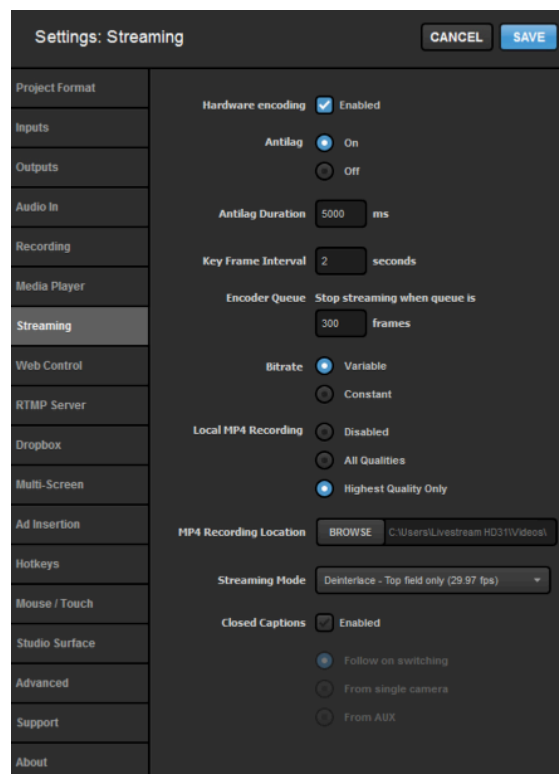 Settings: Streaming
CANCEL
SAVE
Project Format
Inputs
Outputs
Audio In
Recording
Media Player
Streaming
Web Control
RTMP Server
Dropbox
Multi-Screen
Ad Insertion
Hotkeys
Mouse / Touch
Studio Surface
Advanced
Support
About
Hardware encoding Enabled
Antilag On
Off
Antilag Duration 5000 ms
Key Frame Interval 2 seconds
Encoder Queue Stop streaming when queue is
300 frames
Bitrate Variable
Constant
Local MP4 Recording Disabled
All Qualities
Highest Quality Only
MP4 Recording Location BROWSE C:\Users\Livestream HD31\Videos\
Streaming Mode Deinterlace - Top field only (29.97 fps)
Closed Captions Enabled
Follow on switching
From single camera
From AUX